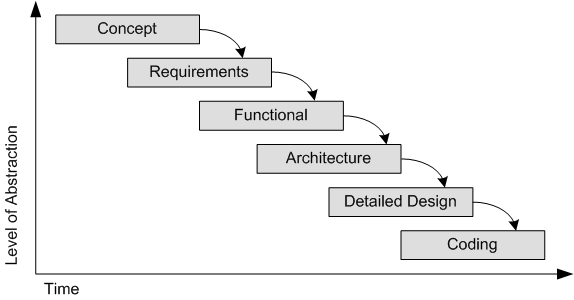 Concept
Requirements
Functional
Architecture
Detailed Design
Coding
Level of Abstraction
Time